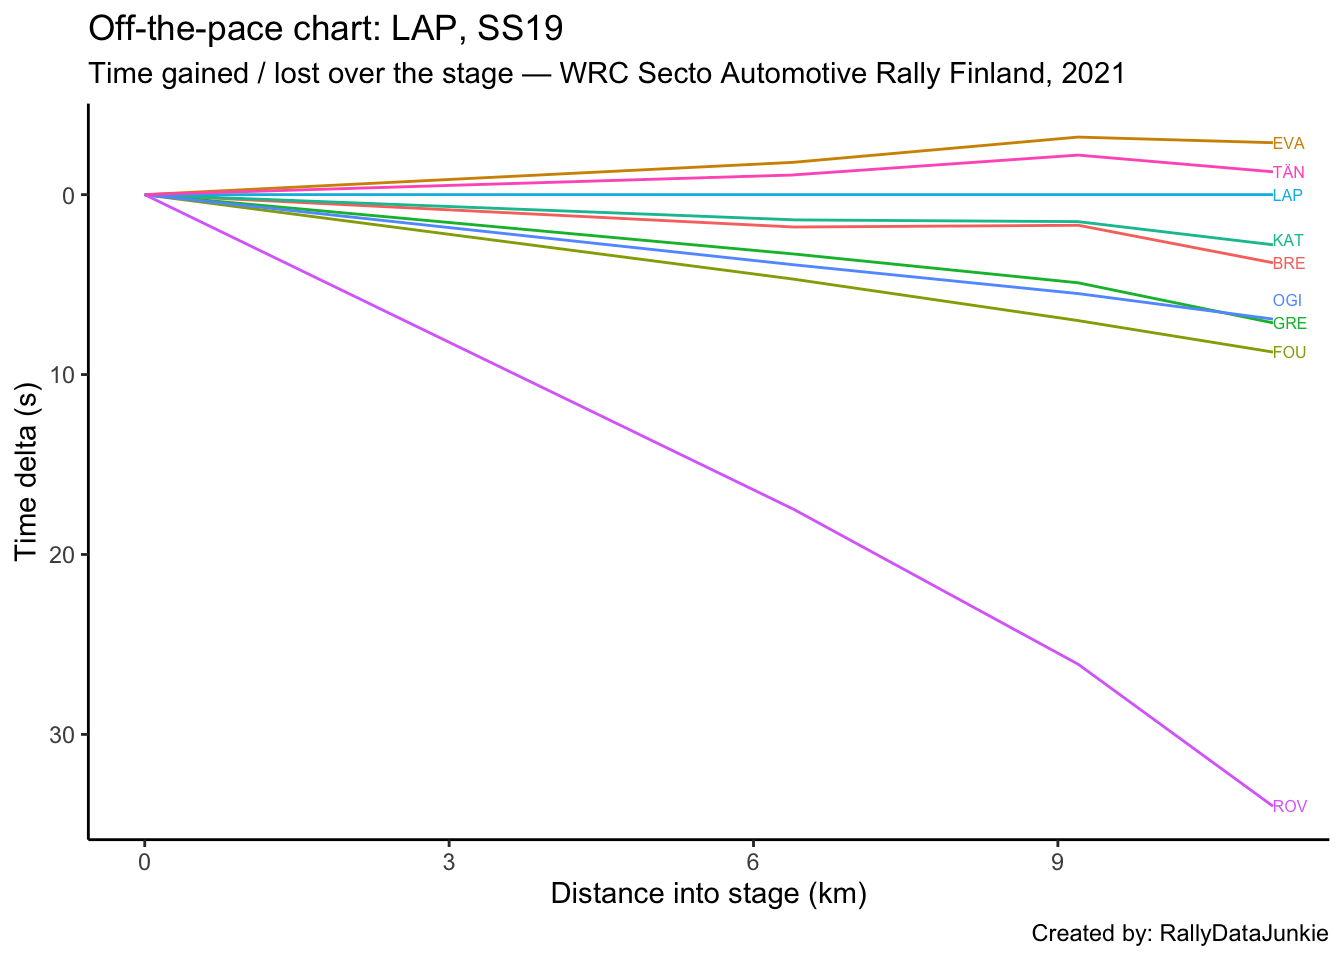 Off-the-pace chart: LAP, SS19
Time gained / lost over the stage — WRC Secto Automotive Rally Finland, 2021
Time delta (s)
0
10
20
30
EVA
TÄN
LAP
KAT
BRE
OGI
GRE
FOU
ROV
0 3 6 9
Distance into stage (km)
Created by: RallyDataJunkie